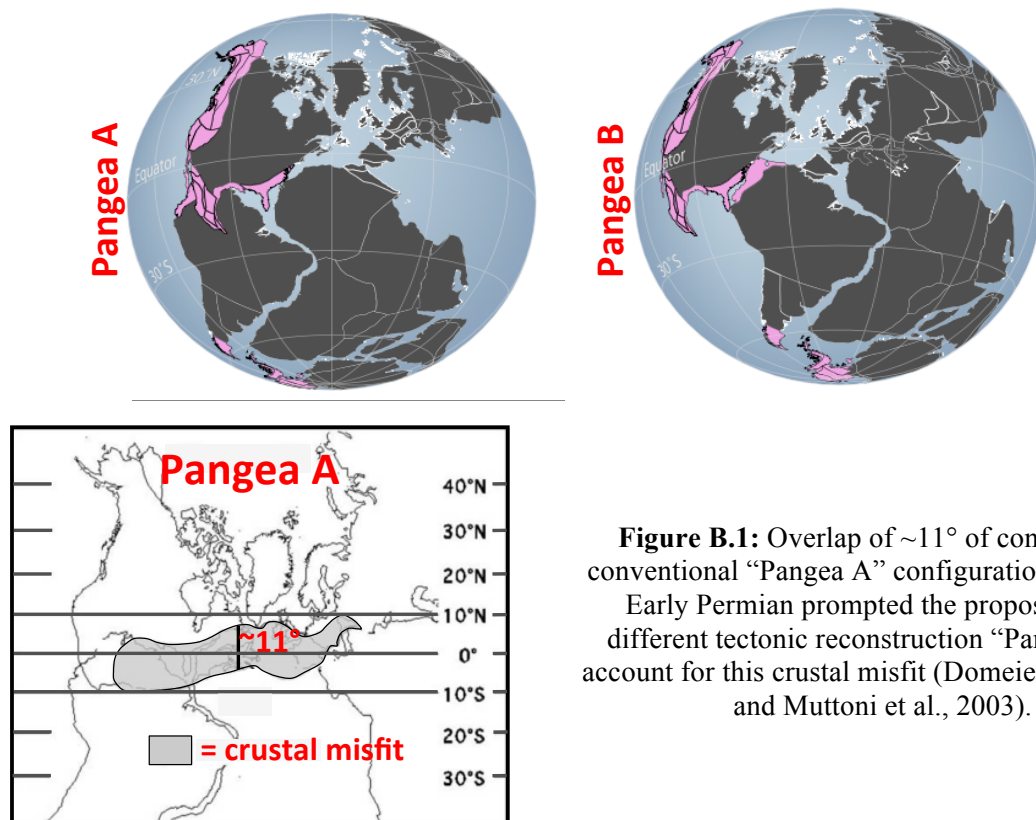 Pangea A
30°N
Equator
30°S
Pangea B
Equator
30°S
Pangea A
~11°
40°N
30°N
20°N
10°N
0°
10°S
20°S
30°S
= crustal misfit
Figure B.1: Overlap of ~11° of con
conventional “Pangea A” configuration
Early Permian prompted the propos
different tectonic reconstruction “Par
account for this crustal misfit (Domeie
and Muttoni et al., 2003).